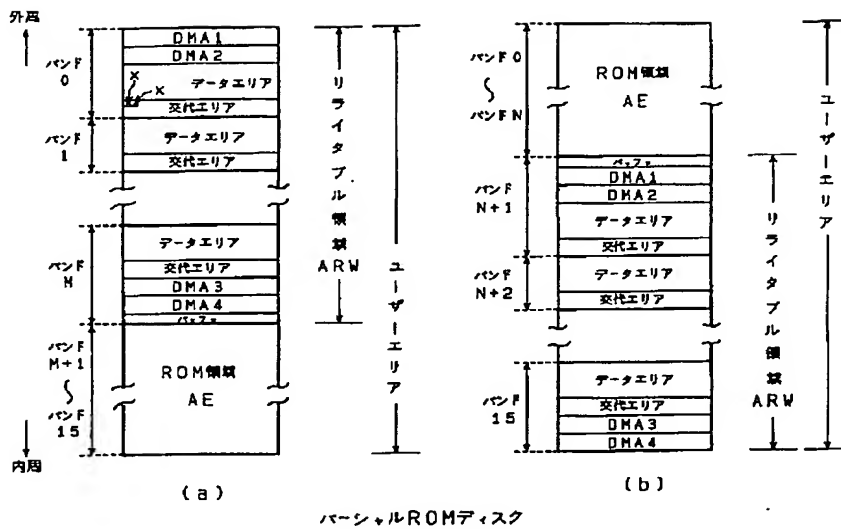 外周
バンド
0
DMA1
DMA2
データエリア
× ×
交代エリア
バンド
1
データエリア
交代エリア
バンド
M
データエリア
交代エリア
DMA3
DMA4
バッファ
バンド
M+1
〜
バンド
15
ROM領域
AE
内周
リライタブル領域
ARW
ユーザーエリア
(a)
バンド0
〜
バンドN
ROM領域
AE
バンド
N+1
バッファ
DMA1
DMA2
データエリア
交代エリア
バンド
N+2
データエリア
交代エリア
バンド
15
データエリア
交代エリア
DMA3
DMA4
リライタブル領域
ARW
ユーザーエリア
(b)
パーシャルROMディスク